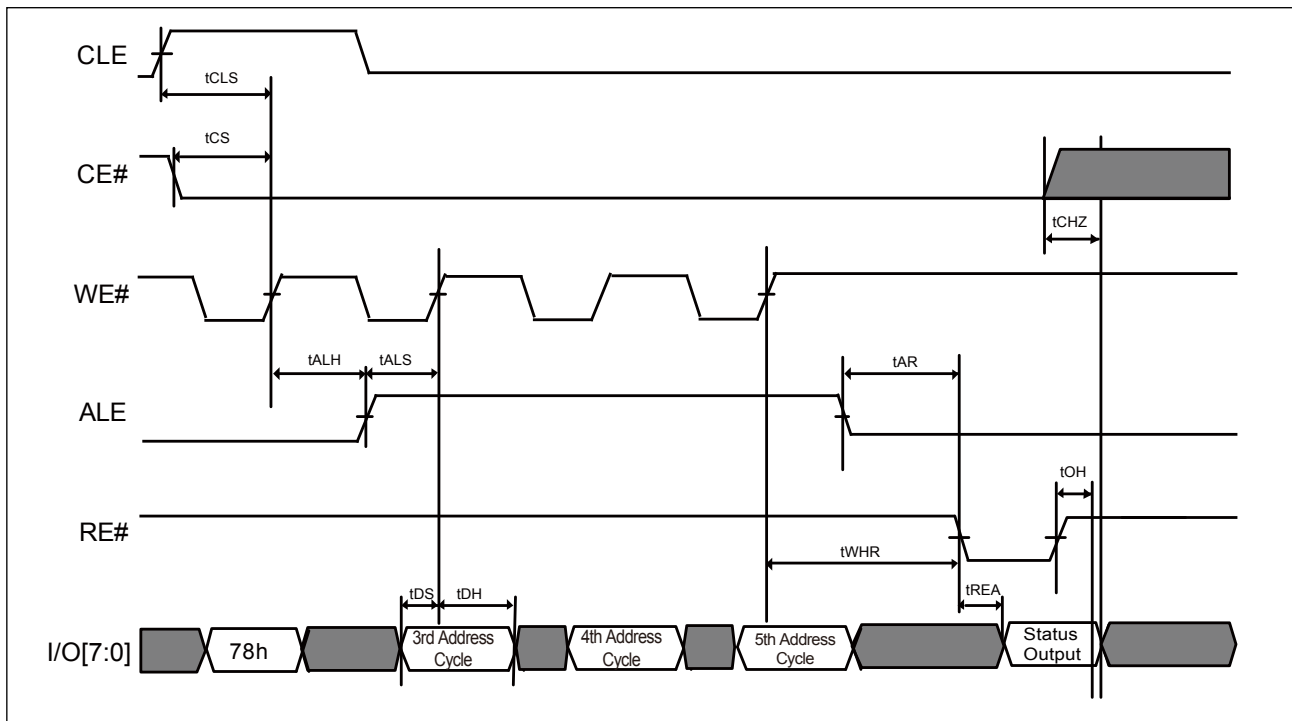 CLE
tCLS
tCS
CE#
tCHZ
WE#
tALH
tALS
tAR
ALE
tOH
RE#
tWHR
tREA
tDS
tDH
I/O[7:0]
78h
3rd Address
Cycle
4th Address
Cycle
5th Address
Cycle
Status
Output